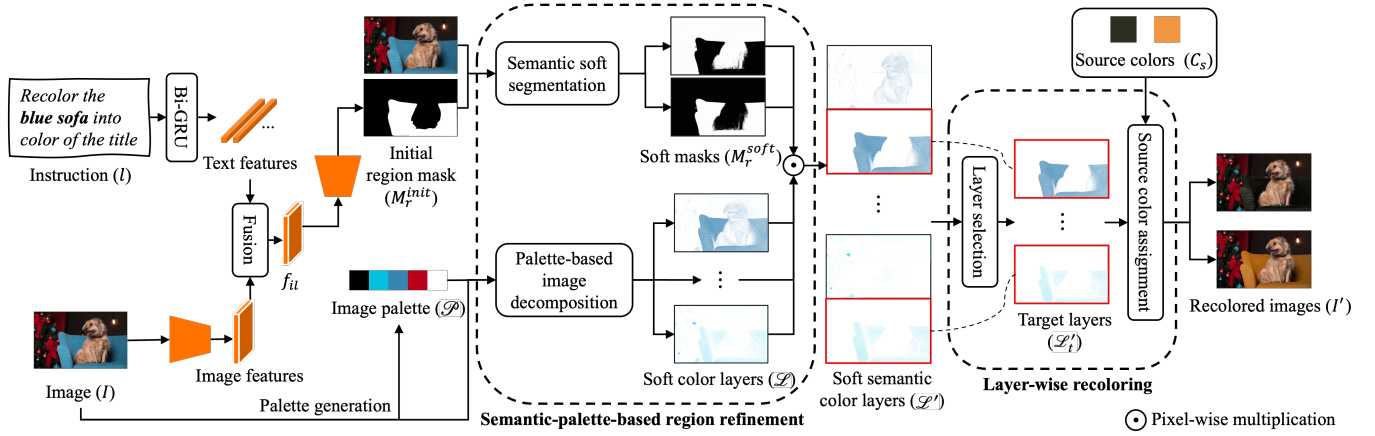 Recolor the
blue sofa into
color of the title
Instruction (l)
Bi-GRU
...
Text features
Fusion
f_il
Image (I)
Image features
Initial
region mask
(M_r^init)
Image palette (𝒫)
Palette generation
Semantic soft
segmentation
Soft masks (M_r^soft)
Palette-based
image
decomposition
...
Soft color layers (ℒ)
Semantic-palette-based region refinement
...
Soft semantic
color layers (ℒ′)
Layer selection
...
Target layers
(ℒ′_t)
Source colors (C_s)
Source color assignment
Layer-wise recoloring
Recolored images (I′)
Pixel-wise multiplication